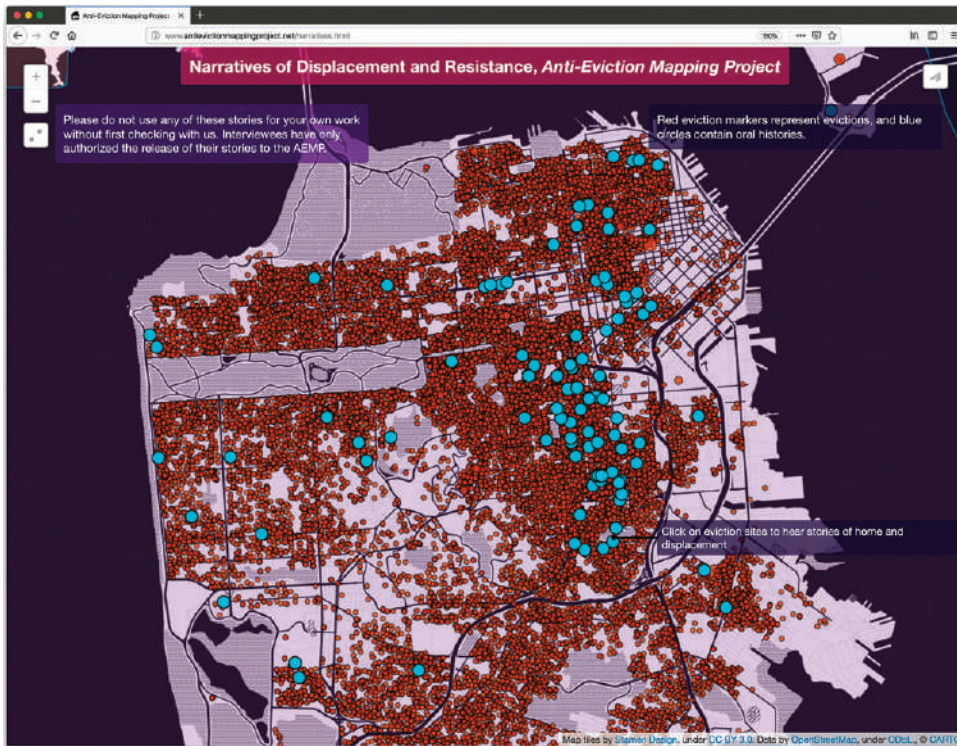 Anti-Eviction Mapping Project
www.antievictionmappingproject.net/narratives.html
150%
Narratives of Displacement and Resistance, Anti-Eviction Mapping Project
Please do not use any of these stories for your own work
without first checking with us. Interviewees have only
authorized the release of their stories to the AEMP.
Red eviction markers represent evictions, and blue
circles contain oral histories.
Click on eviction sites to hear stories of home and
displacement
Map tiles by Stamen Design, under CC BY 3.0. Data by OpenStreetMap, under ODbL, © CARTO